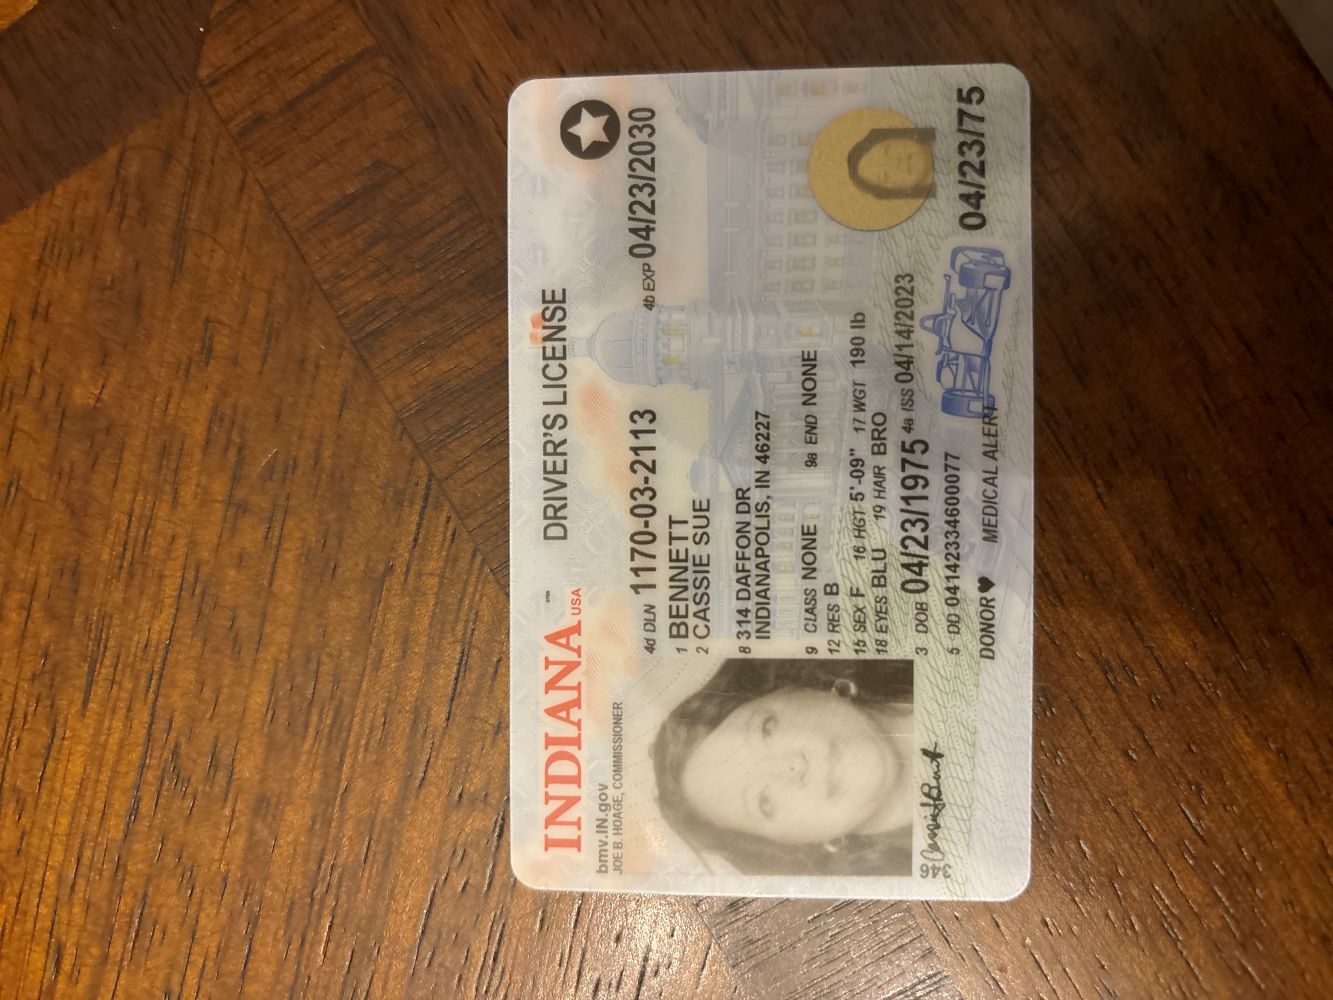 INDIANA USA DRIVER'S LICENSE
bmv.IN.gov
JOE B. HOAGE, COMMISSIONER
4d DLN 1170-03-2113 4b EXP 04/23/2030
1 BENNETT
2 CASSIE SUE
8 314 DAFFON DR
INDIANAPOLIS, IN 46227
9 CLASS NONE 9a END NONE
12 RES B
15 SEX F 16 HGT 5'-09" 17 WGT 190 lb
18 EYES BLU 19 HAIR BRO
3 DOB 04/23/1975 4a ISS 04/14/2023
346
5 DD 04142334600077
04/23/75
DONOR♥ MEDICAL ALERT